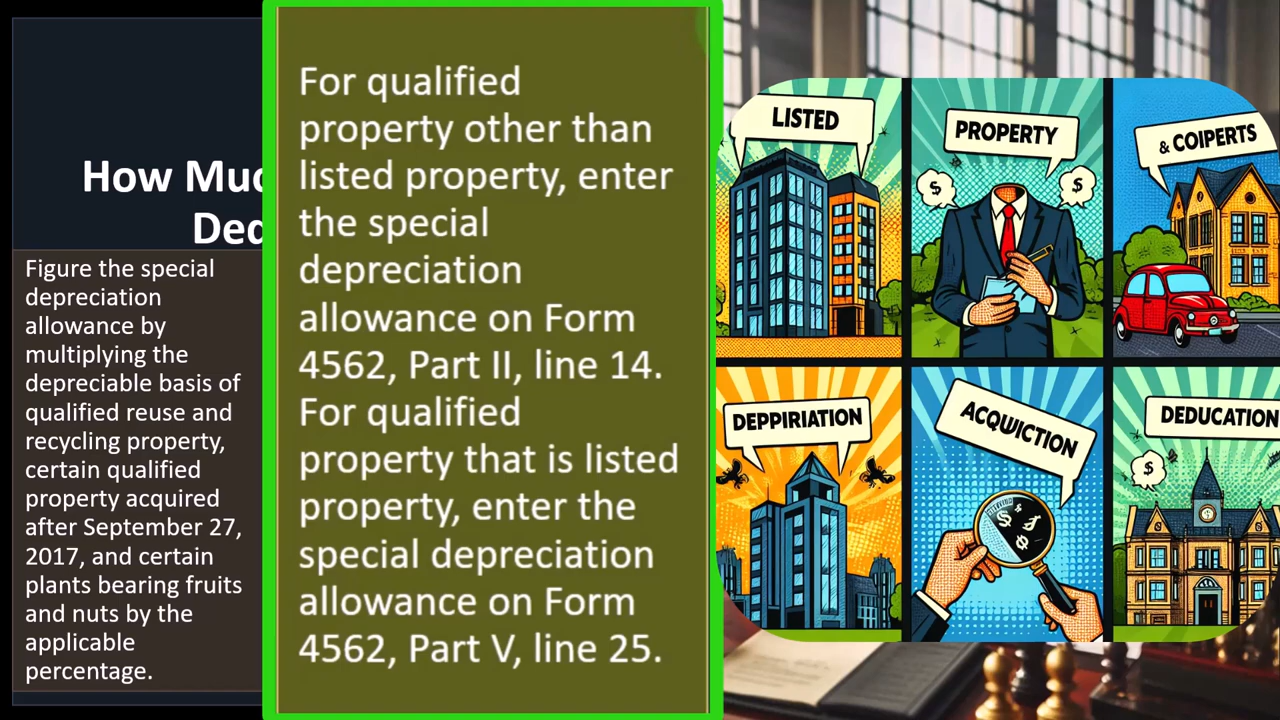 How Muc
Dec
Figure the special
depreciation
allowance by
multiplying the
depreciable basis of
qualified reuse and
recycling property,
certain qualified
property acquired
after September 27,
2017, and certain
plants bearing fruits
and nuts by the
applicable
percentage.
For qualified
property other than
listed property, enter
the special
depreciation
allowance on Form
4562, Part II, line 14.
For qualified
property that is listed
property, enter the
special depreciation
allowance on Form
4562, Part V, line 25.
LISTED
PROPERTY
& COIPERTS
DEPPIRIATION
ACQWICTION
DEDUCATION